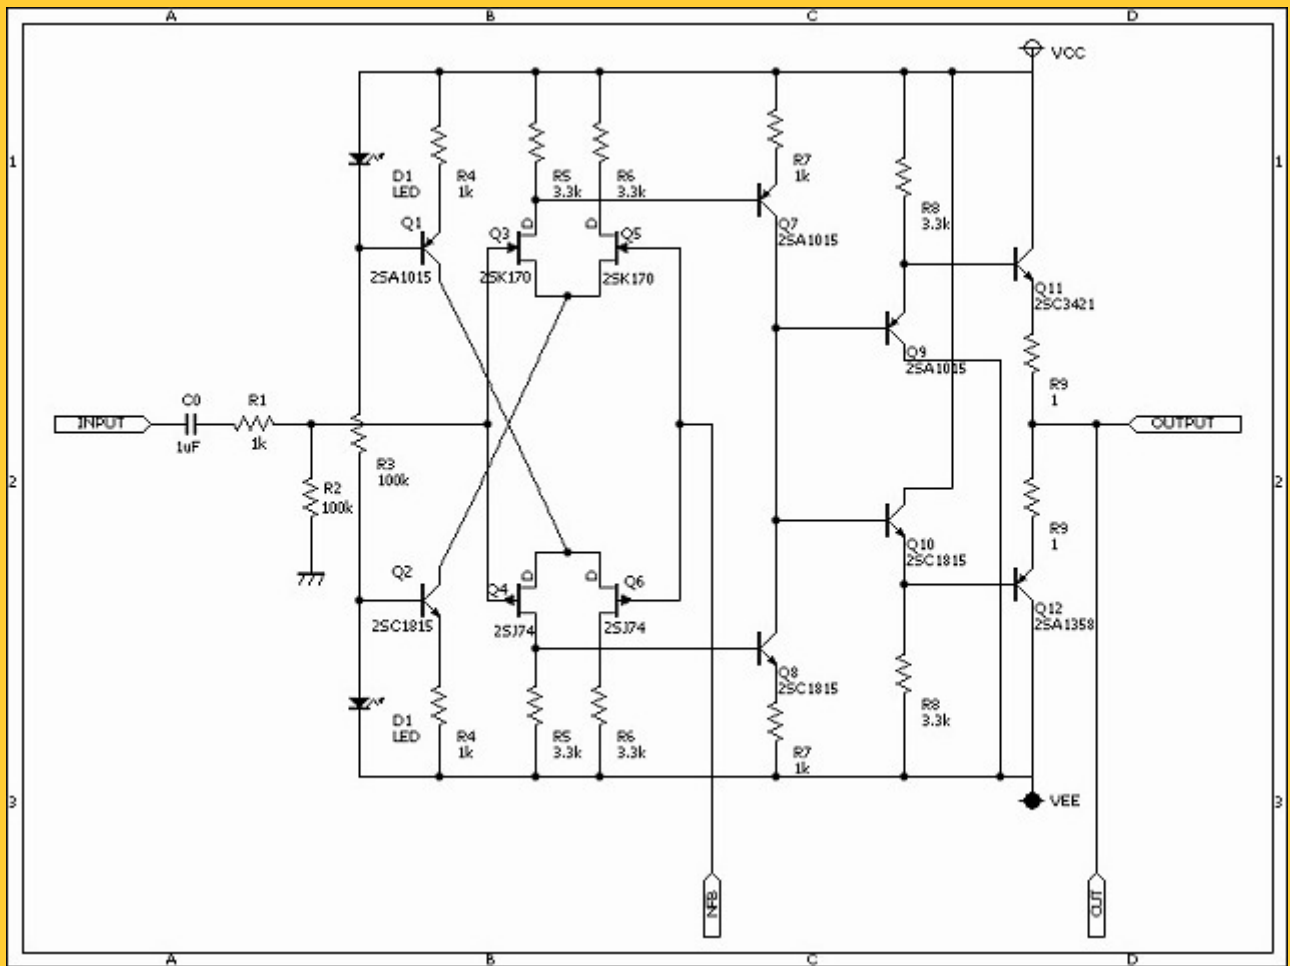 A B C D
VCC
1 1
D1
LED
R4
1k
R5
3.3k
R6
3.3k
R7
1k
R8
3.3k
Q1
2SA1015
Q3
2SK170
D
D
Q5
2SK170
Q7
2SA1015
Q11
2SC3421
Q9
2SA1015
R9
1
INPUT
C0
1uF
R1
1k
OUTPUT
R3
100k
R2
100k
2 2
R9
1
Q10
2SC1815
Q2
2SC1815
Q4
2SJ74
D
D
Q6
2SJ74
Q12
2SA1358
Q8
2SC1815
D1
LED
R4
1k
R5
3.3k
R6
3.3k
R7
1k
R8
3.3k
3 3
VEE
NFB
OUT
A B C D